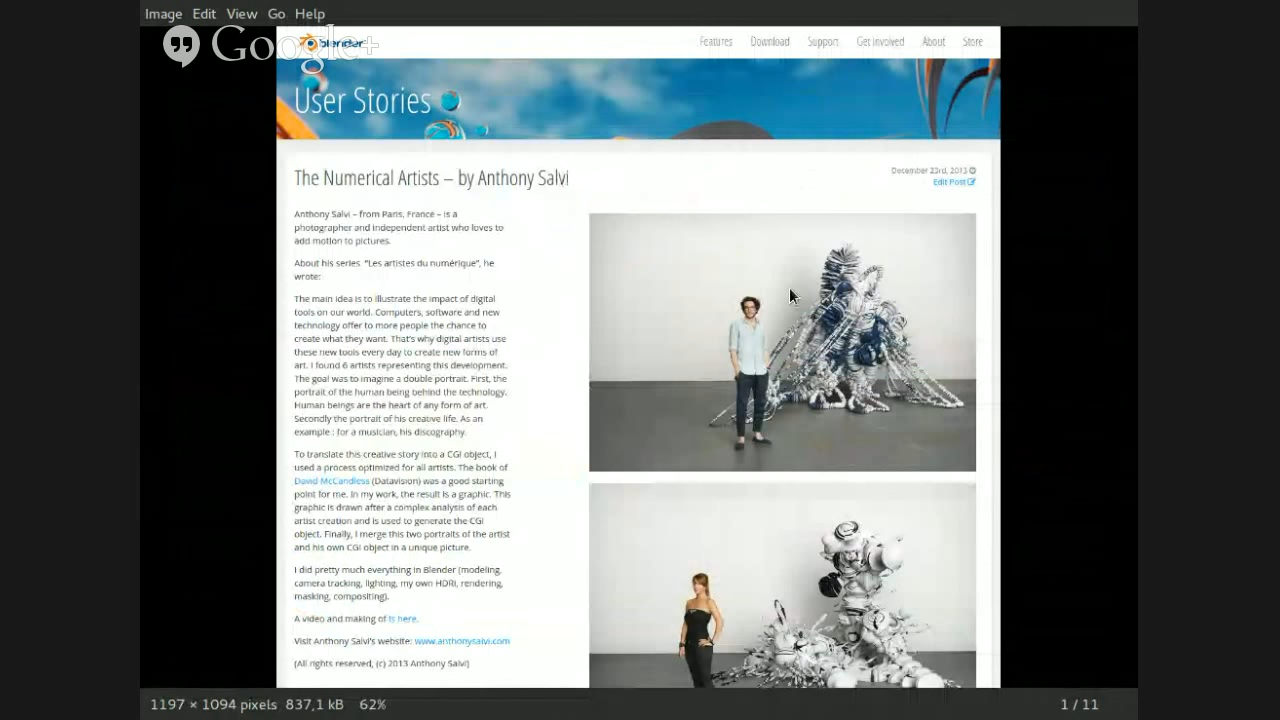 Image Edit View Go Help
Google+
blender
Features Download Support Get involved About Store
User Stories
The Numerical Artists – by Anthony Salvi
December 23rd, 2013
Edit Post
Anthony Salvi – from Paris, France – is a
photographer and independent artist who loves to
add motion to pictures.
About his series "Les artistes du numérique", he
wrote:
The main idea is to illustrate the impact of digital
tools on our world. Computers, software and new
technology offer to more people the chance to
create what they want. That's why digital artists use
these new tools every day to create new forms of
art. I found 6 artists representing this development.
The goal was to imagine a double portrait. First, the
portrait of the human being behind the technology.
Human beings are the heart of any form of art.
Secondly the portrait of his creative life. As an
example : for a musician, his discography.
To translate this creative story into a CGI object, I
used a process optimized for all artists. The book of
David McCandless (Datavision) was a good starting
point for me. In my work, the result is a graphic. This
graphic is drawn after a complex analysis of each
artist creation and is used to generate the CGI
object. Finally, I merge this two portraits of the artist
and his own CGI object in a unique picture.
I did pretty much everything in Blender (modeling,
camera tracking, lighting, my own HDRi, rendering,
masking, compositing).
A video and making of is here.
Visit Anthony Salvi's website: www.anthonysalvi.com
(All rights reserved, (c) 2013 Anthony Salvi)
1197 × 1094 pixels 837,1 kB 62% 1 / 11